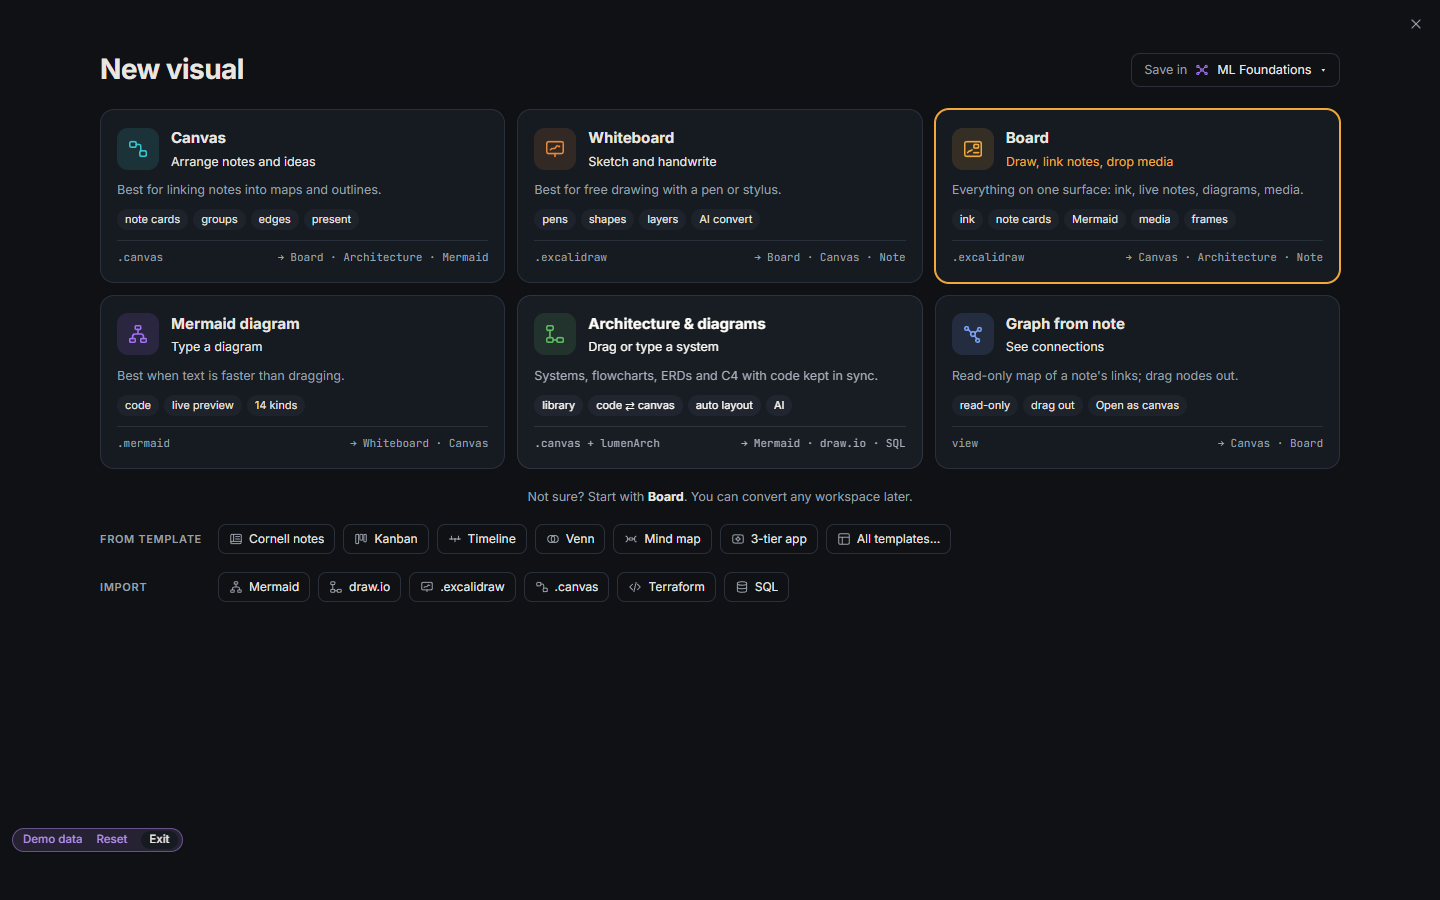 New visual
Save in ML Foundations
Canvas
Arrange notes and ideas
Best for linking notes into maps and outlines.
note cards groups edges present
.canvas → Board · Architecture · Mermaid
Whiteboard
Sketch and handwrite
Best for free drawing with a pen or stylus.
pens shapes layers AI convert
.excalidraw → Board · Canvas · Note
Board
Draw, link notes, drop media
Everything on one surface: ink, live notes, diagrams, media.
ink note cards Mermaid media frames
.excalidraw → Canvas · Architecture · Note
Mermaid diagram
Type a diagram
Best when text is faster than dragging.
code live preview 14 kinds
.mermaid → Whiteboard · Canvas
Architecture & diagrams
Drag or type a system
Systems, flowcharts, ERDs and C4 with code kept in sync.
library code ⇄ canvas auto layout AI
.canvas + lumenArch → Mermaid · draw.io · SQL
Graph from note
See connections
Read-only map of a note's links; drag nodes out.
read-only drag out Open as canvas
view → Canvas · Board
Not sure? Start with Board. You can convert any workspace later.
FROM TEMPLATE Cornell notes Kanban Timeline Venn Mind map 3-tier app All templates...
IMPORT Mermaid draw.io .excalidraw .canvas Terraform SQL
Demo data Reset Exit